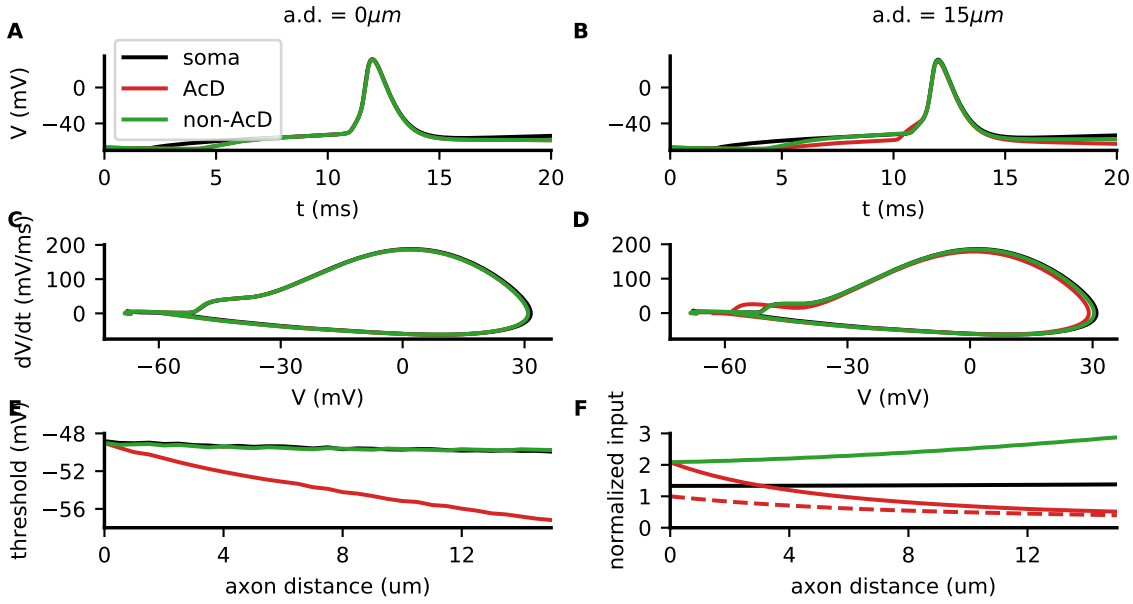 a.d. = 0μm
a.d. = 15μm
A
V (mV)
0
−40
soma
AcD
non-AcD
0
5
10
15
20
t (ms)
B
0
−40
0
5
10
15
20
t (ms)
C
dV/dt (mV/ms)
200
100
0
−60
−30
0
30
V (mV)
D
200
100
0
−60
−30
0
30
V (mV)
E
threshold (mV)
−48
−52
−56
0
4
8
12
axon distance (um)
F
normalized input
3
2
1
0
0
4
8
12
axon distance (um)